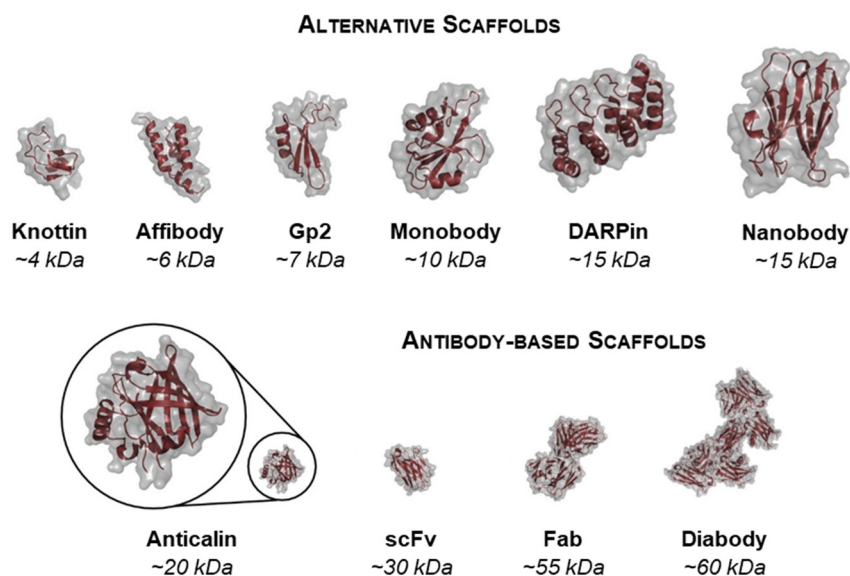 ALTERNATIVE SCAFFOLDS
Knottin Affibody Gp2 Monobody DARPin Nanobody
~4 kDa ~6 kDa ~7 kDa ~10 kDa ~15 kDa ~15 kDa
ANTIBODY-BASED SCAFFOLDS
Anticalin scFv Fab Diabody
~20 kDa ~30 kDa ~55 kDa ~60 kDa